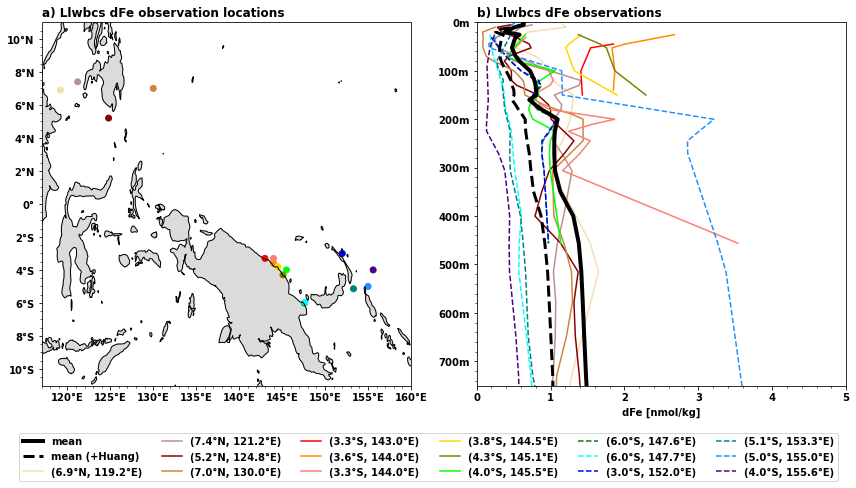 a) Llwbcs dFe observation locations
10°N
8°N
6°N
4°N
2°N
0°
2°S
4°S
6°S
8°S
10°S
120°E 125°E 130°E 135°E 140°E 145°E 150°E 155°E 160°E
b) Llwbcs dFe observations
0m
100m
200m
300m
400m
500m
600m
700m
0 1 2 3 4 5
dFe [nmol/kg]
mean (7.4°N, 121.2°E) (3.3°S, 143.0°E) (3.8°S, 144.5°E) (6.0°S, 147.6°E) (5.1°S, 153.3°E)
mean (+Huang) (5.2°N, 124.8°E) (3.6°S, 144.0°E) (4.3°S, 145.1°E) (6.0°S, 147.7°E) (5.0°S, 155.0°E)
(6.9°N, 119.2°E) (7.0°N, 130.0°E) (3.3°S, 144.0°E) (4.0°S, 145.5°E) (3.0°S, 152.0°E) (4.0°S, 155.6°E)